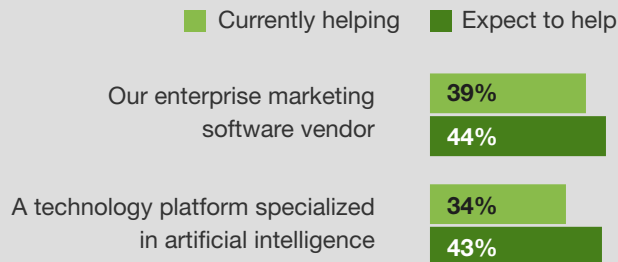 Currently helping
Expect to help
Our enterprise marketing
software vendor
39%
44%
A technology platform specialized
in artificial intelligence
34%
43%